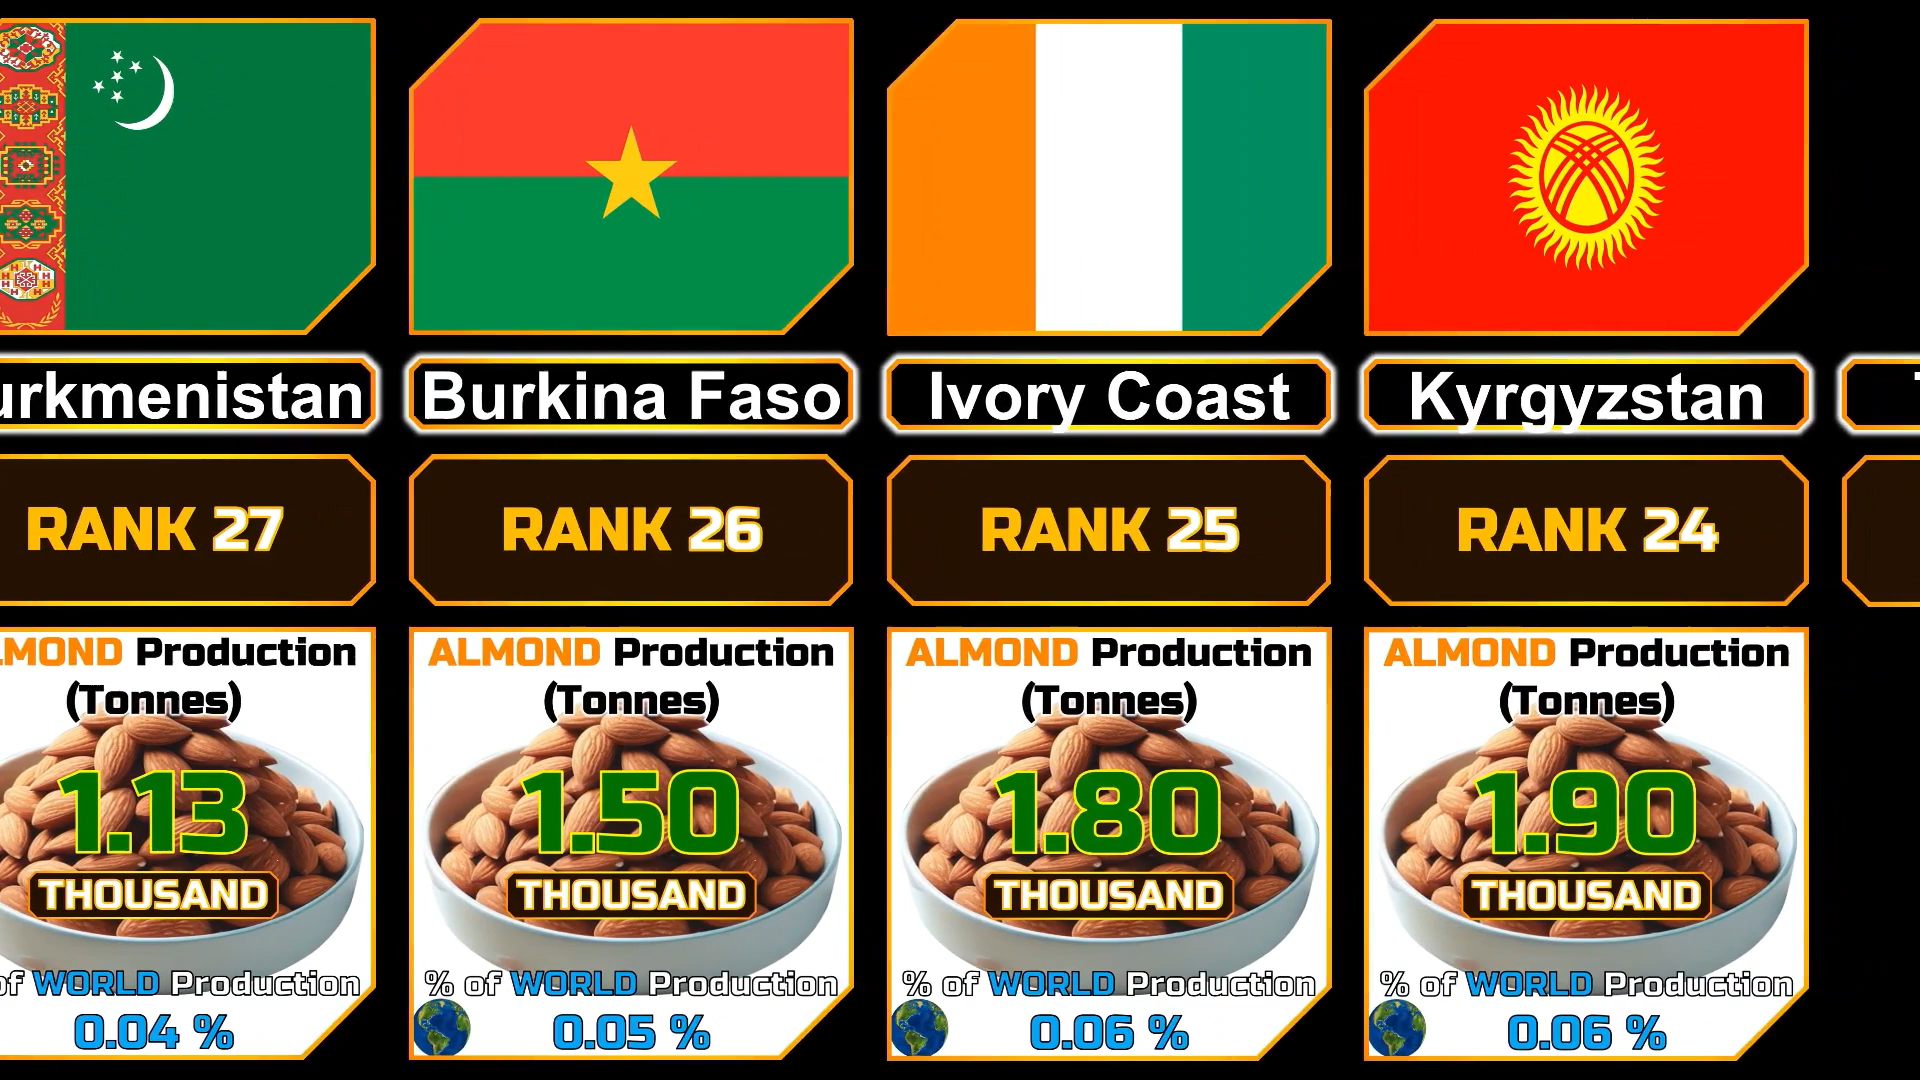 urkmenistan
RANK 27
LMOND Production
(Tonnes)
1.13
THOUSAND
of WORLD Production
0.04 %
Burkina Faso
RANK 26
ALMOND Production
(Tonnes)
1.50
THOUSAND
% of WORLD Production
0.05 %
Ivory Coast
RANK 25
ALMOND Production
(Tonnes)
1.80
THOUSAND
% of WORLD Production
0.06 %
Kyrgyzstan
RANK 24
ALMOND Production
(Tonnes)
1.90
THOUSAND
% of WORLD Production
0.06 %